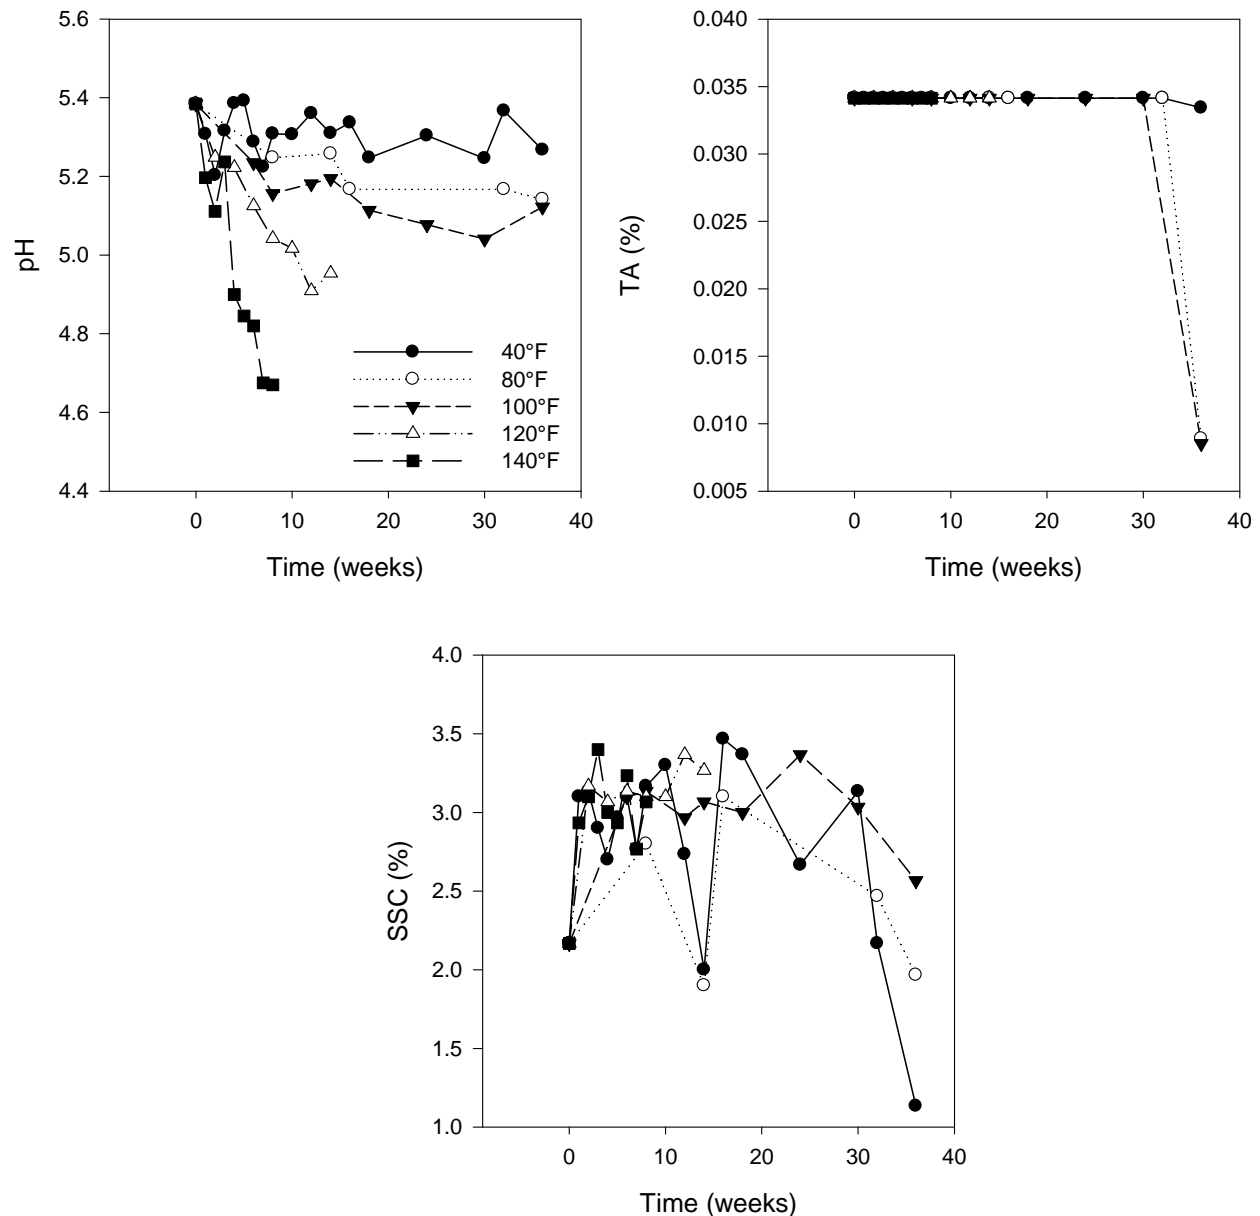 pH
5.6
5.4
5.2
5.0
4.8
4.6
4.4
0 10 20 30 40
Time (weeks)
40°F
80°F
100°F
120°F
140°F
TA (%)
0.040
0.035
0.030
0.025
0.020
0.015
0.010
0.005
0 10 20 30 40
Time (weeks)
SSC (%)
4.0
3.5
3.0
2.5
2.0
1.5
1.0
0 10 20 30 40
Time (weeks)